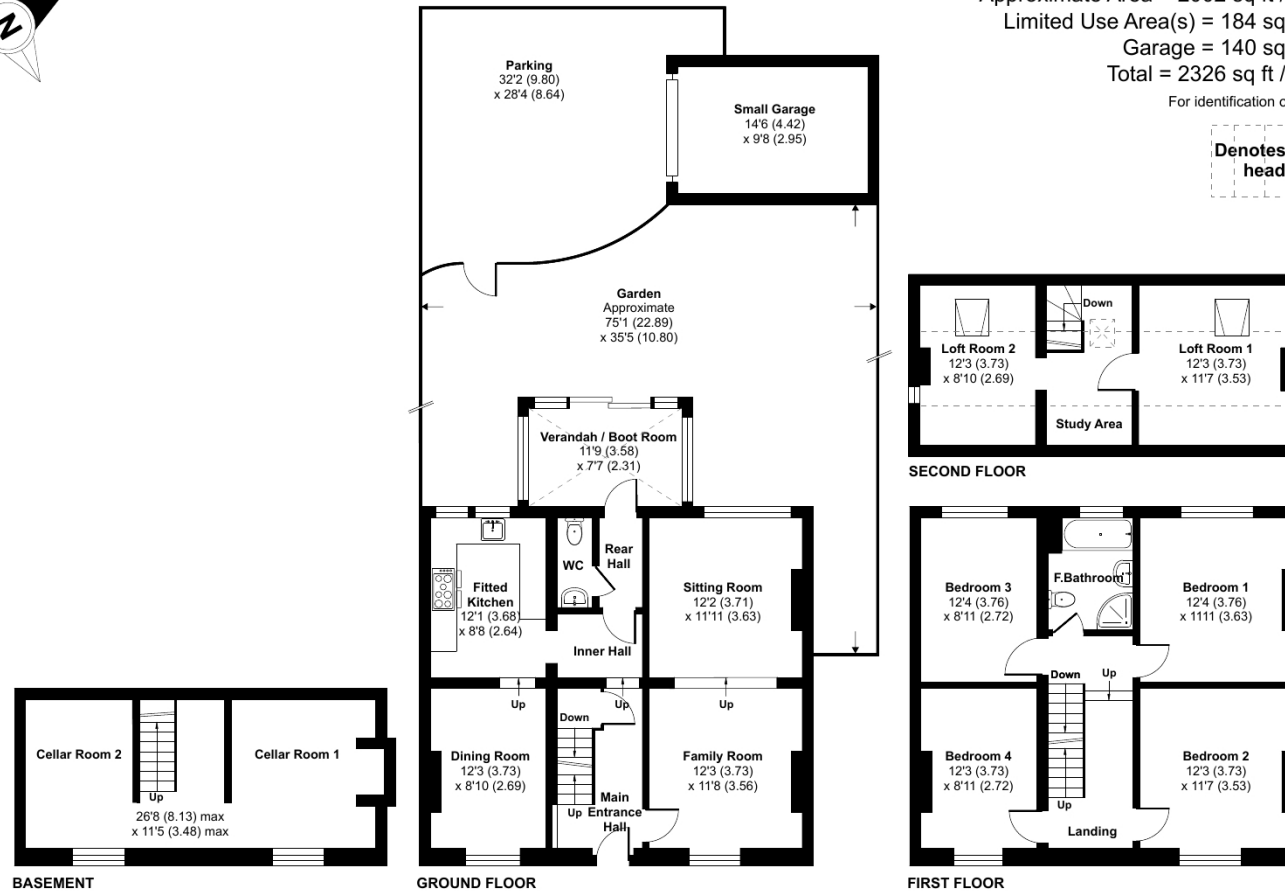 N
Limited Use Area(s) = 184 sq
Garage = 140 sq
Total = 2326 sq ft /
For identification o
Denotes
head
Parking
32'2 (9.80)
x 28'4 (8.64)
Small Garage
14'6 (4.42)
x 9'8 (2.95)
Garden
Approximate
75'1 (22.89)
x 35'5 (10.80)
Verandah / Boot Room
11'9 (3.58)
x 7'7 (2.31)
Down
Loft Room 2
12'3 (3.73)
x 8'10 (2.69)
Loft Room 1
12'3 (3.73)
x 11'7 (3.53)
Study Area
SECOND FLOOR
Fitted
Kitchen
12'1 (3.68)
x 8'8 (2.64)
WC
Rear
Hall
Inner Hall
Sitting Room
12'2 (3.71)
x 11'11 (3.63)
Up
Up
Up
Down
Dining Room
12'3 (3.73)
x 8'10 (2.69)
Up
Main
Entrance
Hall
Family Room
12'3 (3.73)
x 11'8 (3.56)
GROUND FLOOR
Cellar Room 2
Up
Cellar Room 1
26'8 (8.13) max
x 11'5 (3.48) max
BASEMENT
Bedroom 3
12'4 (3.76)
x 8'11 (2.72)
F.Bathroom
Bedroom 1
12'4 (3.76)
x 1111 (3.63)
Down
Up
Bedroom 4
12'3 (3.73)
x 8'11 (2.72)
Up
Landing
Bedroom 2
12'3 (3.73)
x 11'7 (3.53)
FIRST FLOOR